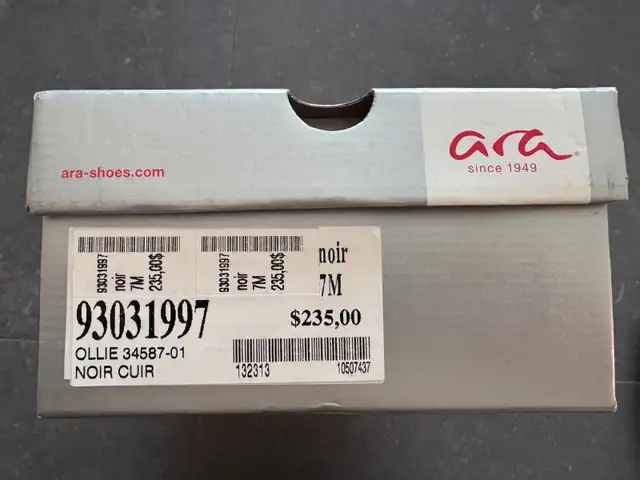 ara-shoes.com
ara
since 1949
93031997
noir
7M
235,00$
93031997
noir
7M
235,00$
noir
7M
93031997
$235,00
OLLIE 34587-01
NOIR CUIR
132313
10507437